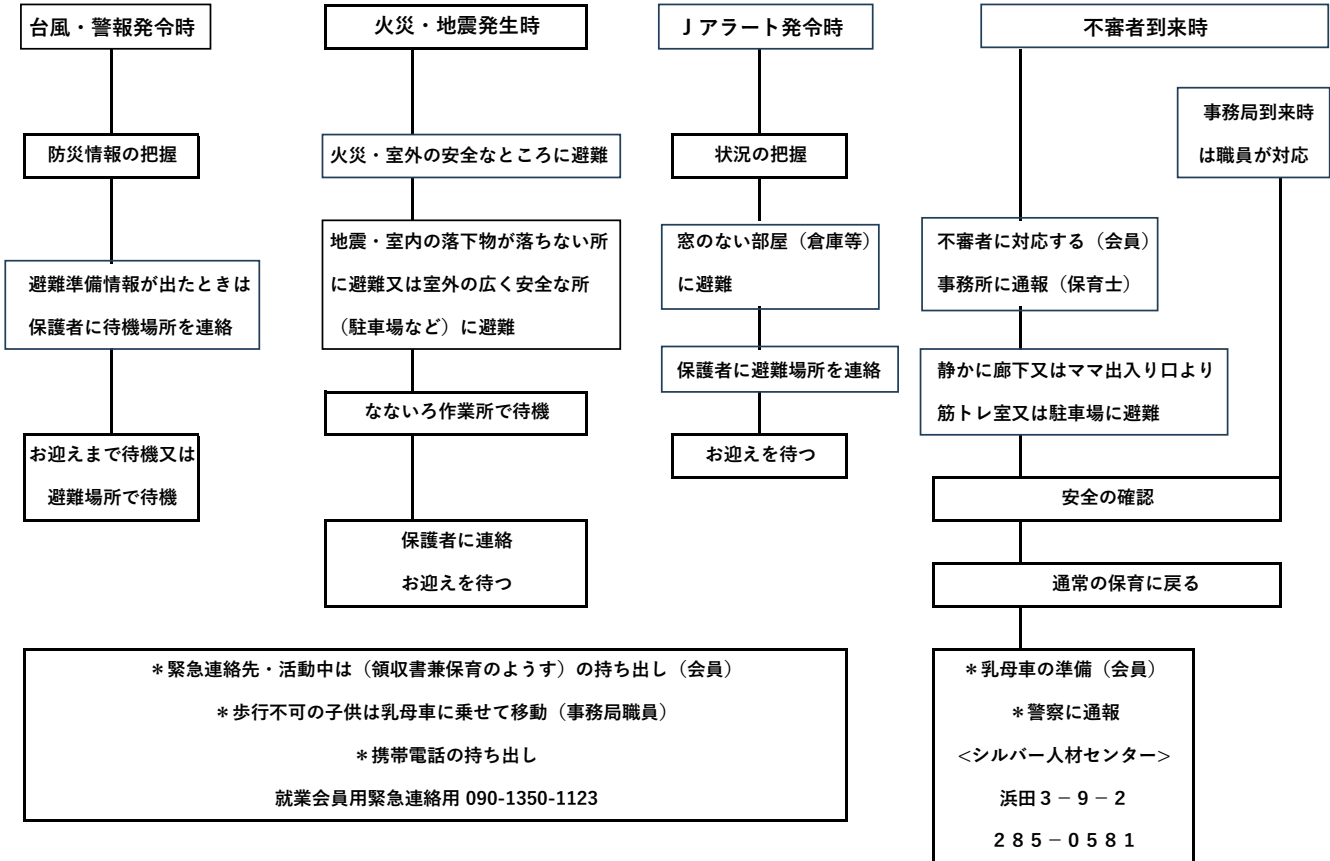 台風・警報発令時
防災情報の把握
避難準備情報が出たときは
保護者に待機場所を連絡
お迎えまで待機又は
避難場所で待機
火災・地震発生時
火災・室外の安全なところに避難
地震・室内の落下物が落ちない所
に避難又は室外の広く安全な所
（駐車場など）に避難
なないろ作業所で待機
保護者に連絡
お迎えを待つ
Ｊアラート発令時
状況の把握
窓のない部屋（倉庫等）
に避難
保護者に避難場所を連絡
お迎えを待つ
不審者到来時
事務局到来時
は職員が対応
不審者に対応する（会員）
事務所に通報（保育士）
静かに廊下又はママ出入り口より
筋トレ室又は駐車場に避難
安全の確認
通常の保育に戻る
＊緊急連絡先・活動中は（領収書兼保育のようす）の持ち出し（会員）
＊歩行不可の子供は乳母車に乗せて移動（事務局職員）
＊携帯電話の持ち出し
就業会員用緊急連絡用 090-1350-1123
＊乳母車の準備（会員）
＊警察に通報
<シルバー人材センター>
浜田３－９－２
２８５－０５８１